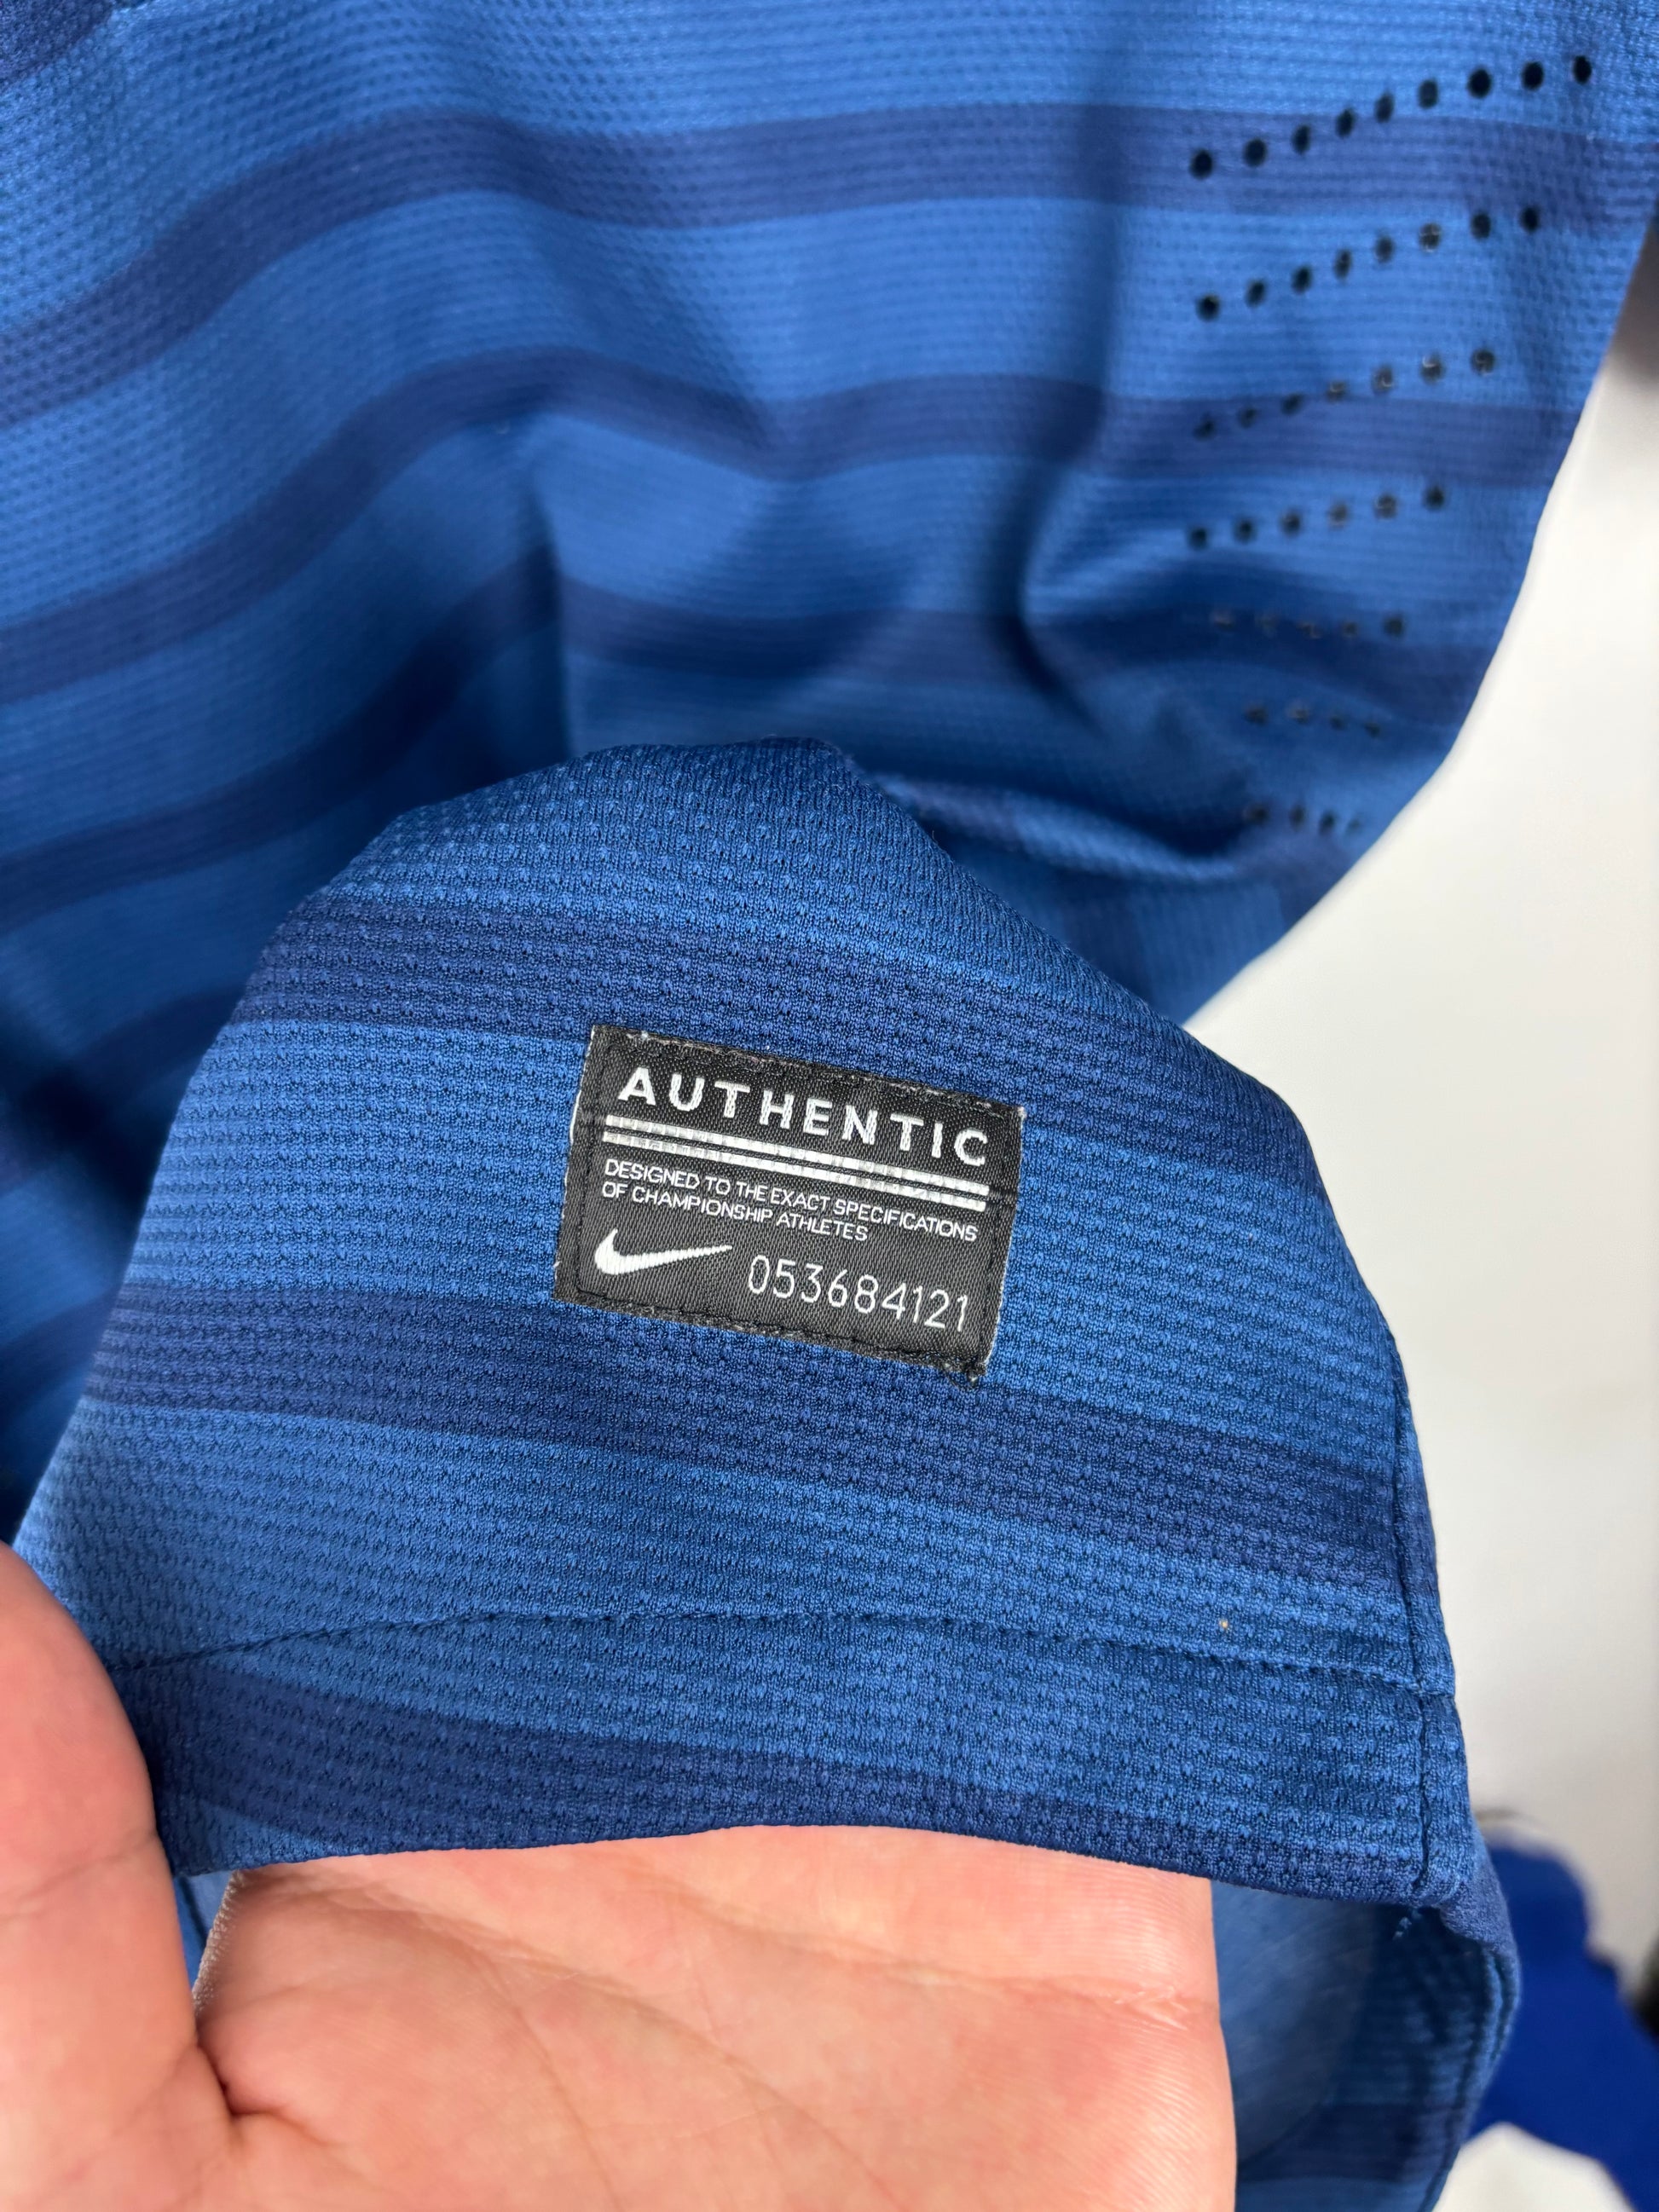 AUTHENTIC
DESIGNED TO THE EXACT SPECIFICATIONS
OF CHAMPIONSHIP ATHLETES
053684121